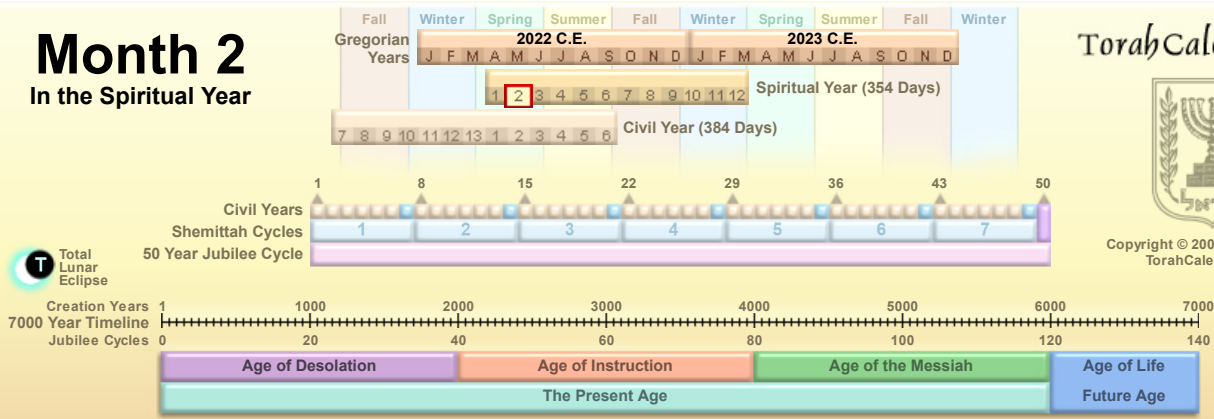 Month 2
In the Spiritual Year
Fall Winter Spring Summer Fall Winter Spring Summer Fall Winter
Gregorian Years
2022 C.E. 2023 C.E.
J F M A M J J A S O N D J F M A M J J A S O N D
1 2 3 4 5 6 7 8 9 10 11 12
Spiritual Year (354 Days)
7 8 9 10 11 12 13 1 2 3 4 5 6
Civil Year (384 Days)
1 8 15 22 29 36 43 50
Civil Years
Shemittah Cycles 1 2 3 4 5 6 7
50 Year Jubilee Cycle
T
Total
Lunar
Eclipse
Creation Years 1 1000 2000 3000 4000 5000 6000 7000
7000 Year Timeline
Jubilee Cycles 0 20 40 60 80 100 120 140
Age of Desolation Age of Instruction Age of the Messiah Age of Life
The Present Age Future Age
TorahCale
Copyright © 200
TorahCale